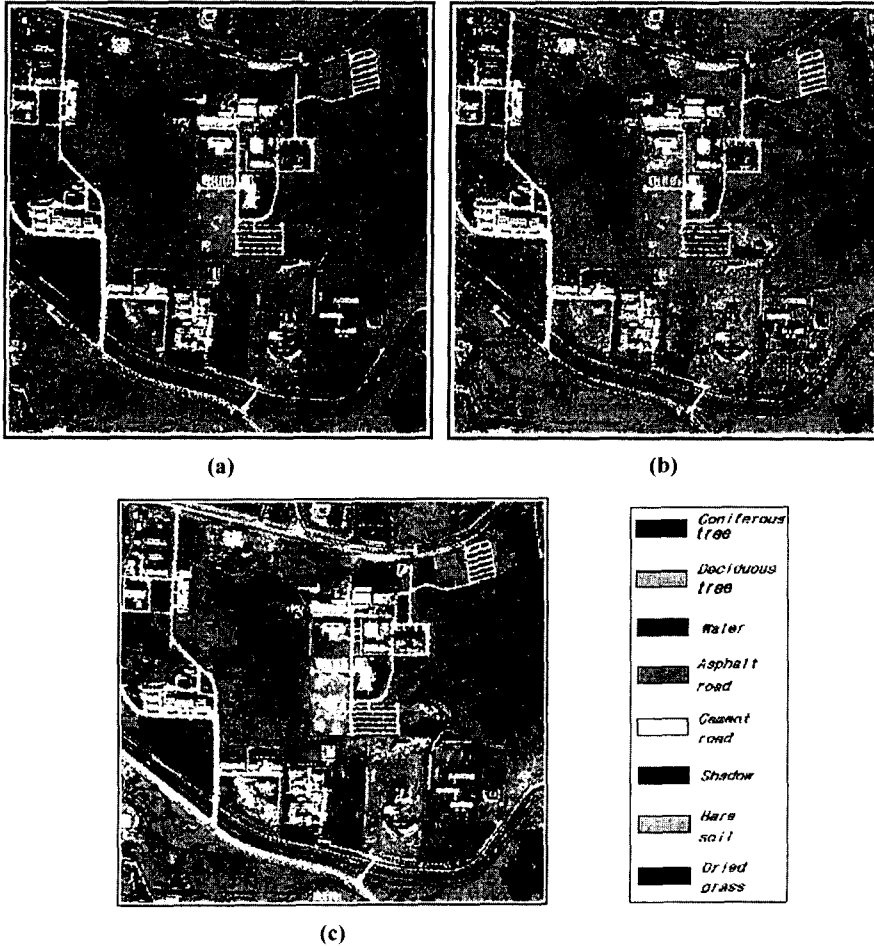 (a)
(b)
Coniferous
tree
Deciduous
tree
Water
Asphalt
road
Cement
road
Shadow
Bare
soil
Dried
grass
(c)